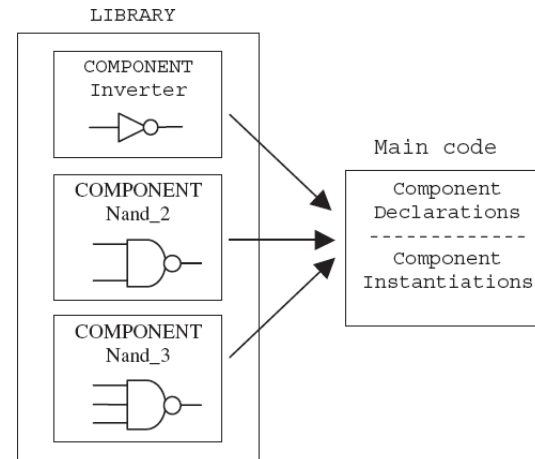 LIBRARY
COMPONENT
Inverter
COMPONENT
Nand_2
COMPONENT
Nand_3
Main code
Component
Declarations
-------------
Component
Instantiations